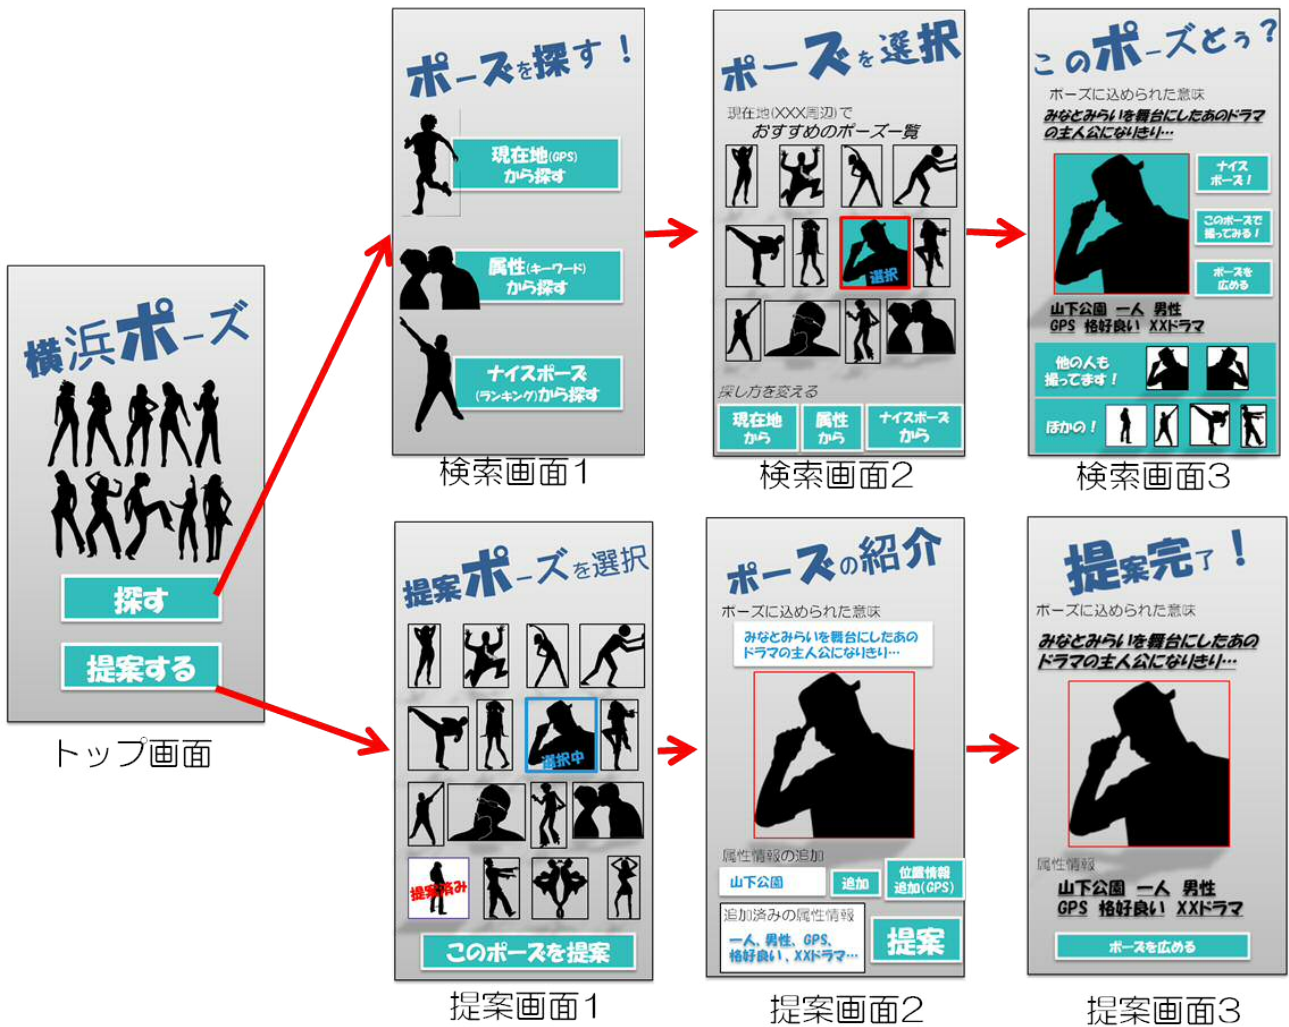 横浜ポーズ
探す
提案する
トップ画面
ポーズを探す!
現在地(GPS)
から探す
属性(キーワード)
から探す
ナイスポーズ
(ランキング)から探す
検索画面1
ポーズを選択
現在地(XXX周辺)で
おすすめのポーズ一覧
選択
探し方を変える
現在地
から
属性
から
ナイスポーズ
から
検索画面2
このポーズどぅ?
ポーズに込められた意味
みなとみらいを舞台にしたあのドラマ
の主人公になりきり…
ナイス
ポーズ!
このポーズで
撮ってみる!
ポーズを
広める
山下公園 一人 男性
GPS 格好良い XXドラマ
他の人も
撮ってます!
ほかの!
検索画面3
提案ポーズを選択
選択中
提案済み
このポーズを提案
提案画面1
ポーズの紹介
ポーズに込められた意味
みなとみらいを舞台にしたあの
ドラマの主人公になりきり…
属性情報の追加
山下公園
追加
位置情報
追加(GPS)
追加済みの属性情報
一人、男性、GPS、
格好良い、XXドラマ…
提案
提案画面2
提案完了!
ポーズに込められた意味
みなとみらいを舞台にしたあの
ドラマの主人公になりきり…
属性情報
山下公園 一人 男性
GPS 格好良い XXドラマ
ポーズを広める
提案画面3